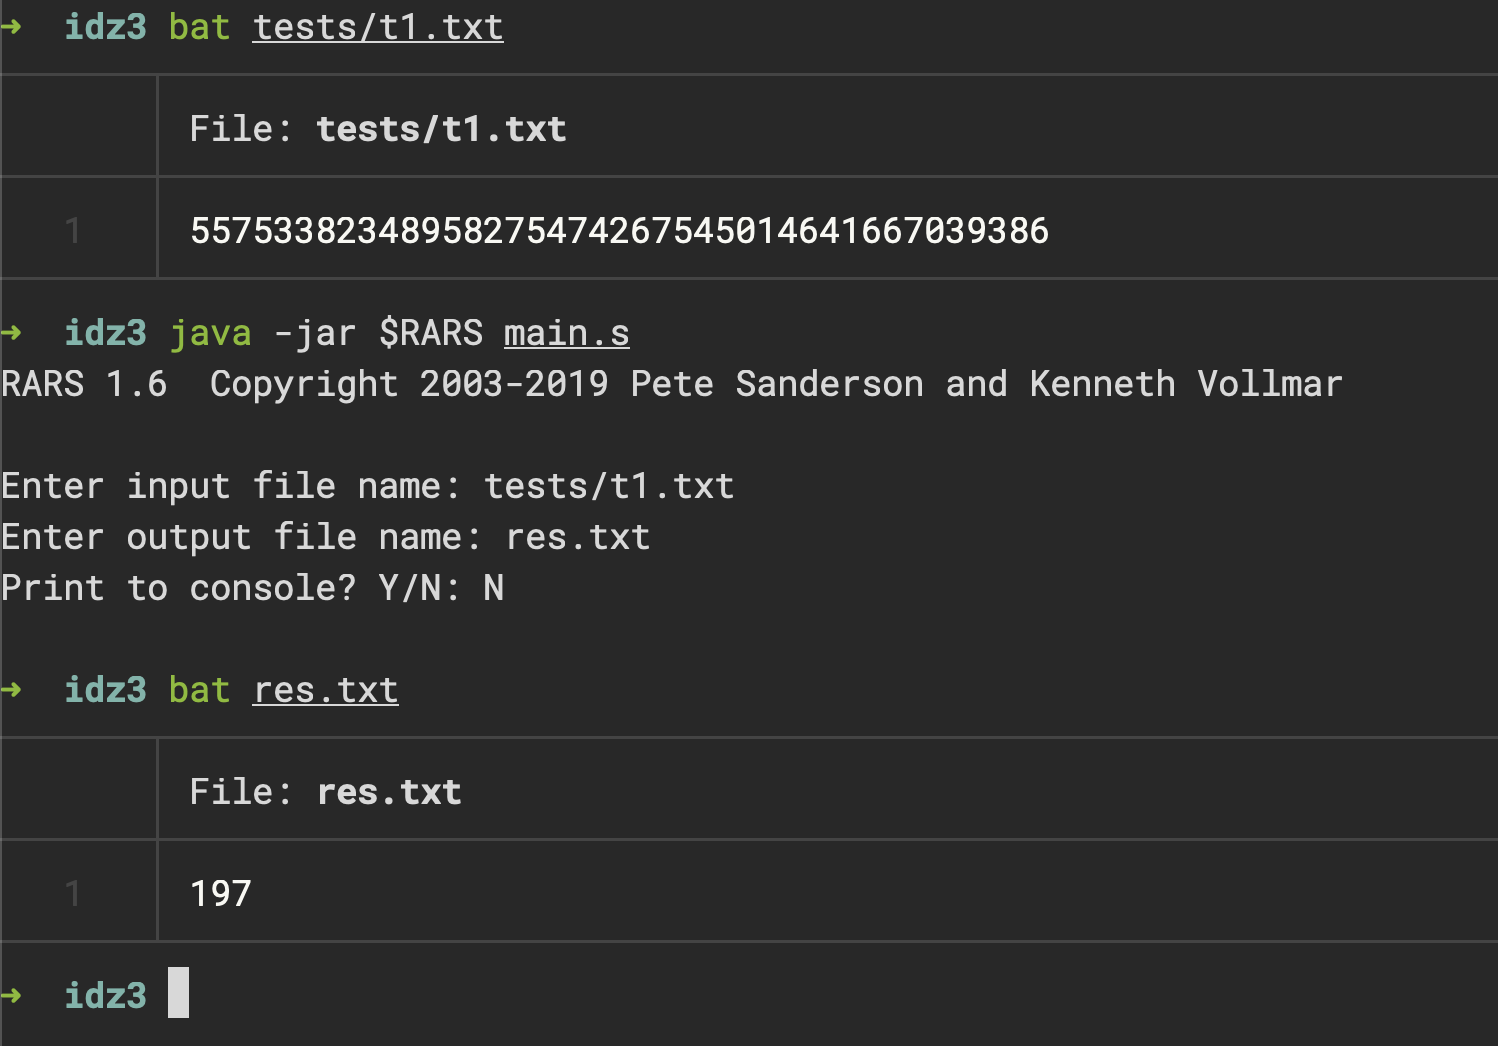 → idz3 bat tests/t1.txt
File: tests/t1.txt
1 55753382348958275474267545014641667039386
→ idz3 java -jar $RARS main.s
RARS 1.6  Copyright 2003-2019 Pete Sanderson and Kenneth Vollmar
Enter input file name: tests/t1.txt
Enter output file name: res.txt
Print to console? Y/N: N
→ idz3 bat res.txt
File: res.txt
1 197
→ idz3